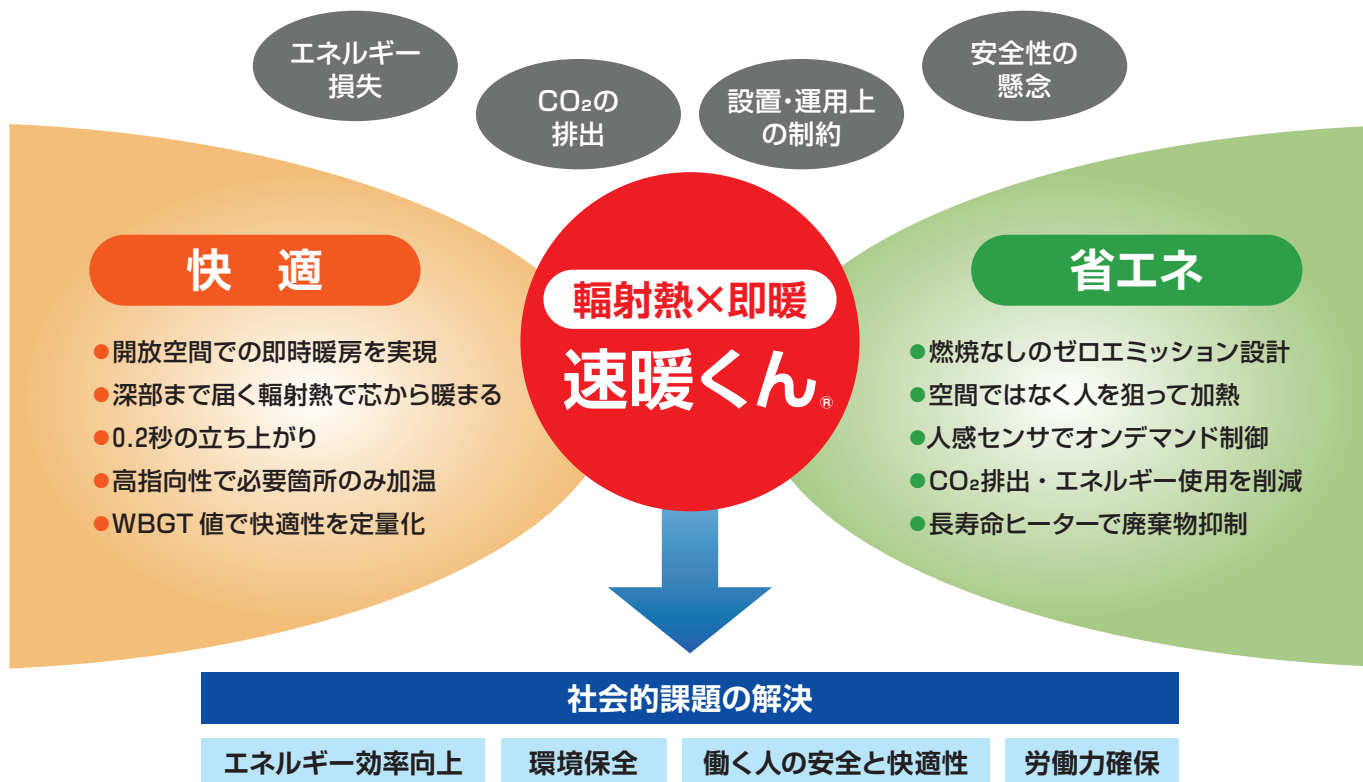 エネルギー
損失
CO₂の
排出
設置・運用上
の制約
安全性の
懸念
快 適
●開放空間での即時暖房を実現
●深部まで届く輻射熱で芯から暖まる
●0.2秒の立ち上がり
●高指向性で必要箇所のみ加温
●WBGT 値で快適性を定量化
輻射熱×即暖
速暖くん®
省エネ
●燃焼なしのゼロエミッション設計
●空間ではなく人を狙って加熱
●人感センサでオンデマンド制御
●CO₂排出・エネルギー使用を削減
●長寿命ヒーターで廃棄物抑制
社会的課題の解決
エネルギー効率向上
環境保全
働く人の安全と快適性
労働力確保